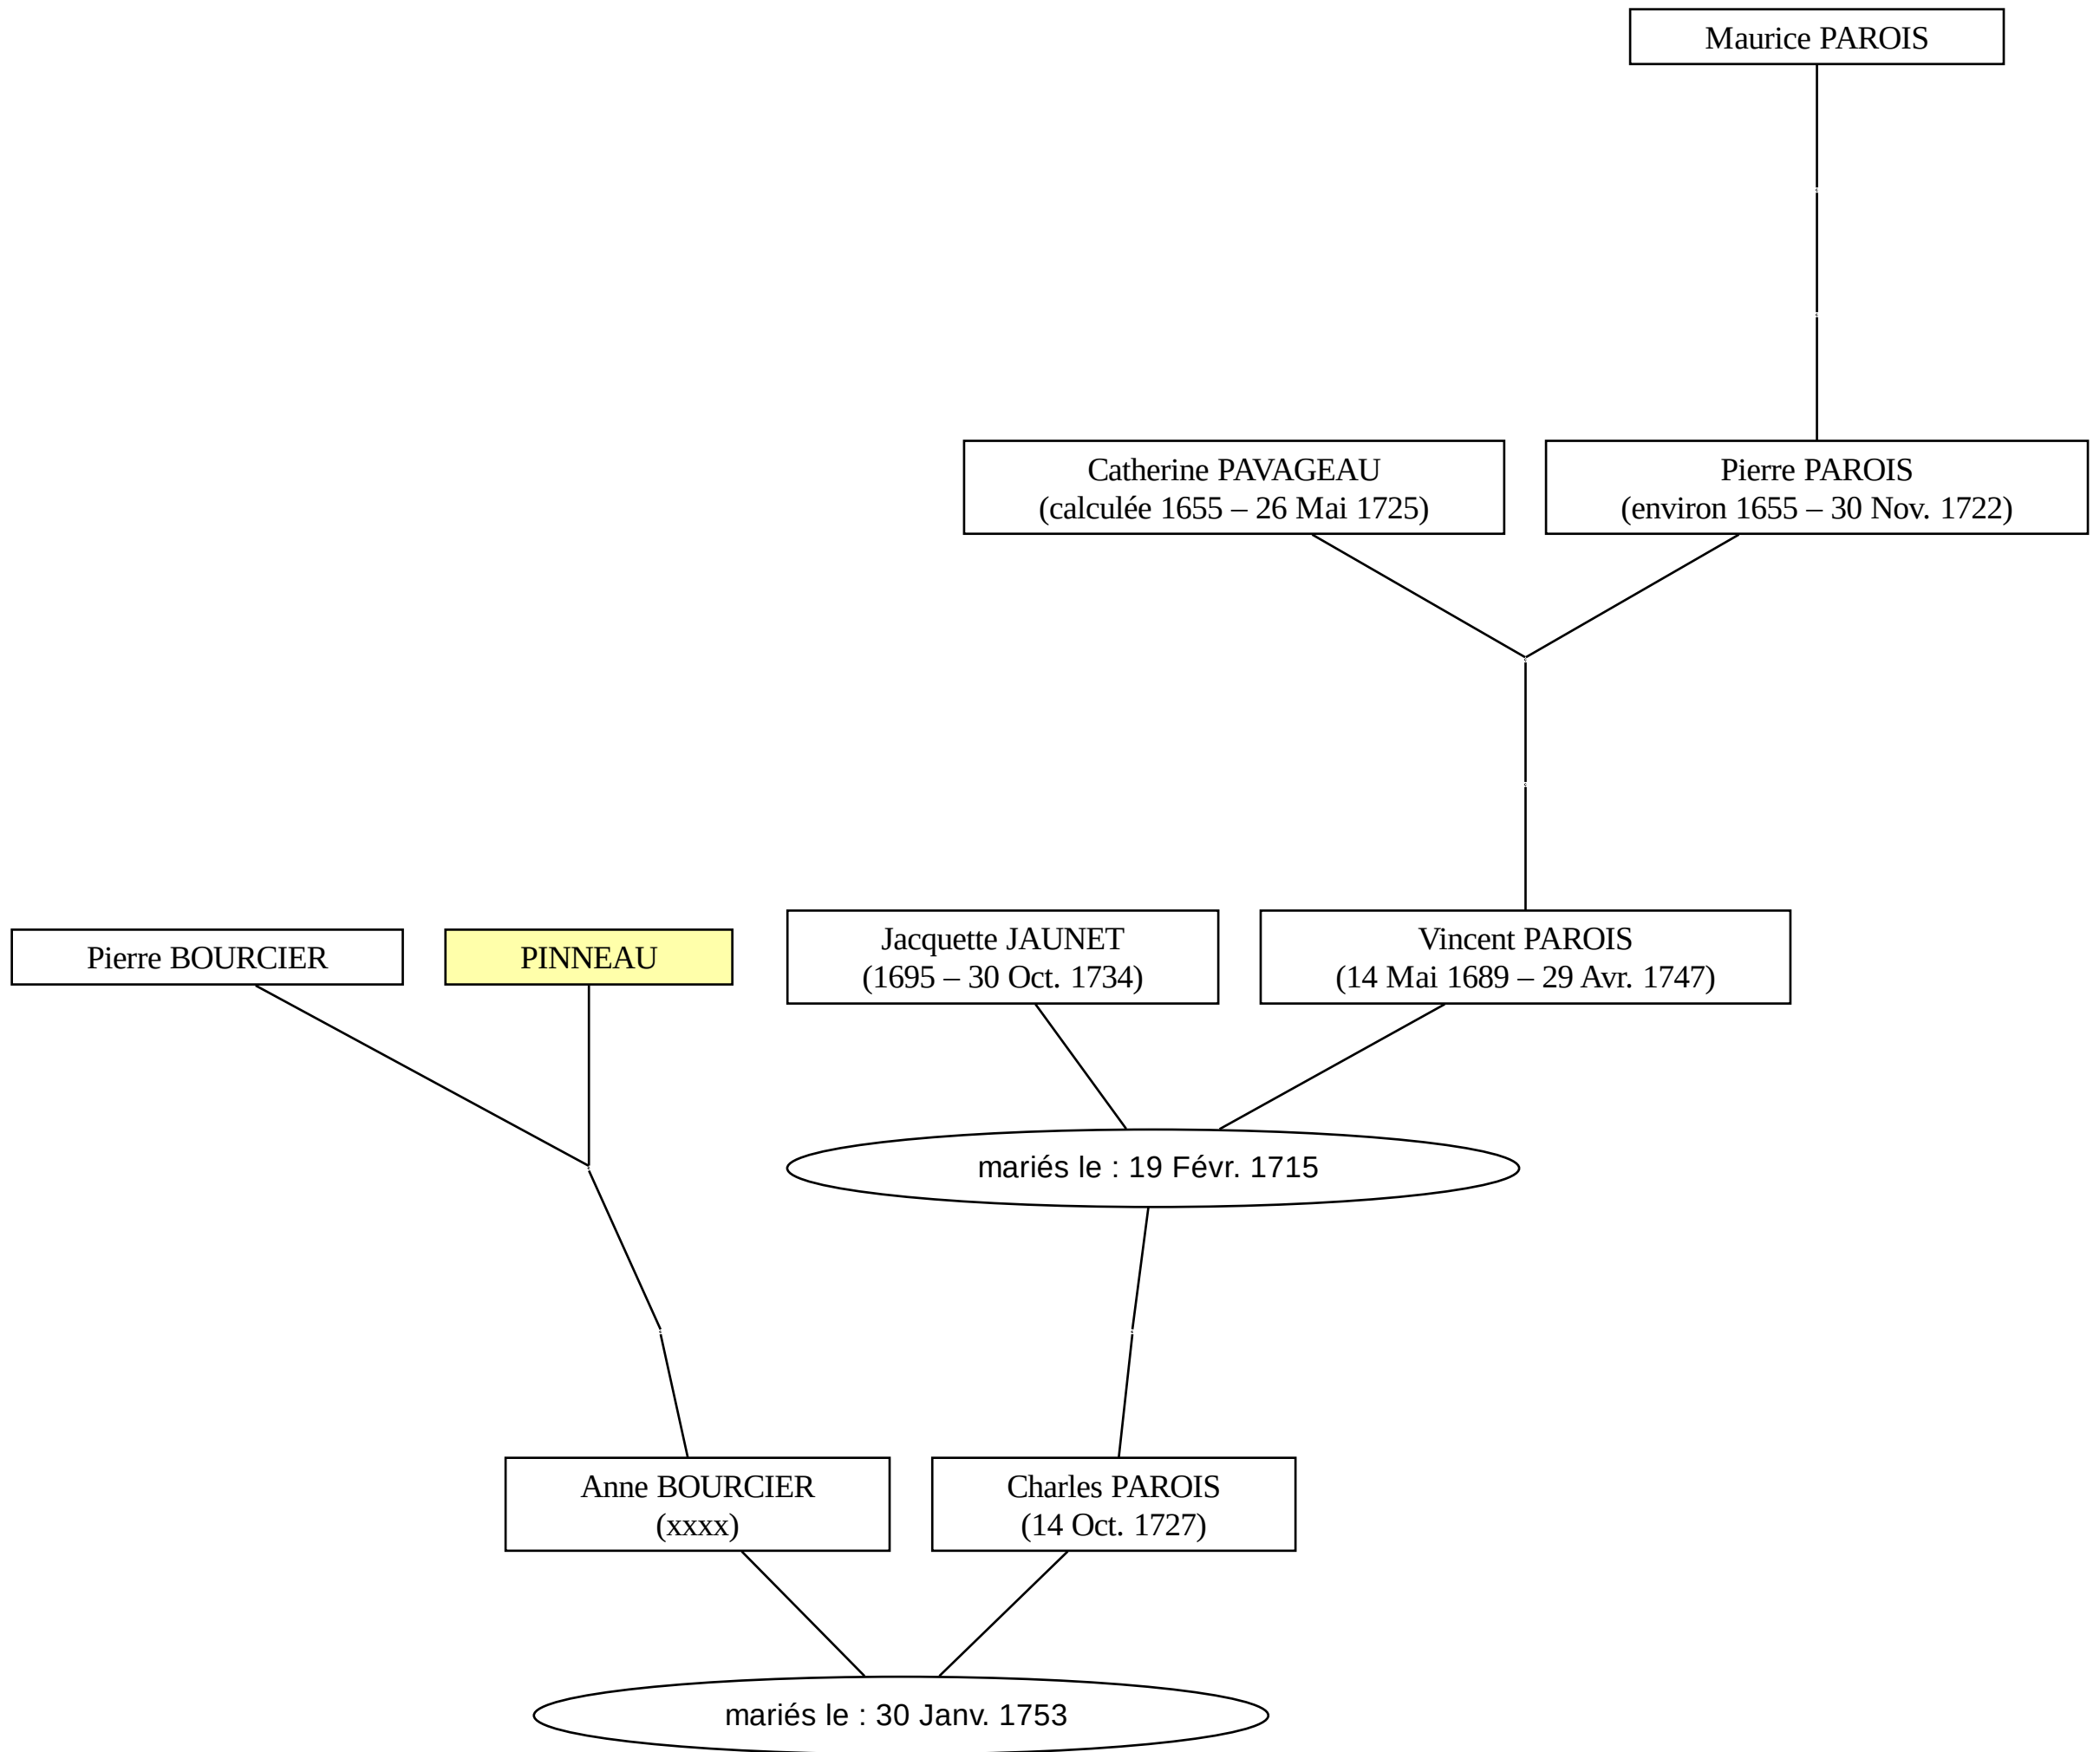 Maurice PAROIS
Catherine PAVAGEAU
(calculée 1655 – 26 Mai 1725)
Pierre PAROIS
(environ 1655 – 30 Nov. 1722)
Pierre BOURCIER
PINNEAU
Jacquette JAUNET
(1695 – 30 Oct. 1734)
Vincent PAROIS
(14 Mai 1689 – 29 Avr. 1747)
mariés le : 19 Févr. 1715
Anne BOURCIER
(xxxx)
Charles PAROIS
(14 Oct. 1727)
mariés le : 30 Janv. 1753